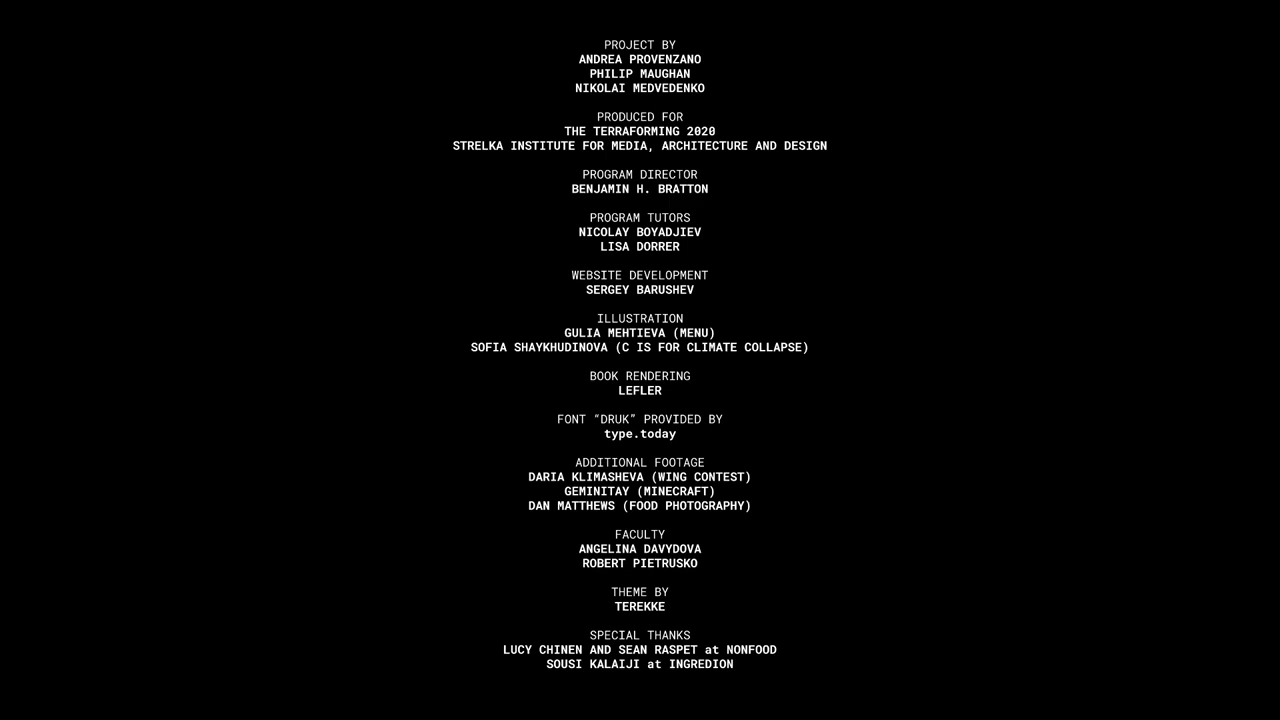 PROJECT BY
ANDREA PROVENZANO
PHILIP MAUGHAN
NIKOLAI MEDVEDENKO
PRODUCED FOR
THE TERRAFORMING 2020
STRELKA INSTITUTE FOR MEDIA, ARCHITECTURE AND DESIGN
PROGRAM DIRECTOR
BENJAMIN H. BRATTON
PROGRAM TUTORS
NICOLAY BOYADJIEV
LISA DORRER
WEBSITE DEVELOPMENT
SERGEY BARUSHEV
ILLUSTRATION
GULIA MEHTIEVA (MENU)
SOFIA SHAYKHUDINOVA (C IS FOR CLIMATE COLLAPSE)
BOOK RENDERING
LEFLER
FONT “DRUK” PROVIDED BY
type.today
ADDITIONAL FOOTAGE
DARIA KLIMASHEVA (WING CONTEST)
GEMINITAY (MINECRAFT)
DAN MATTHEWS (FOOD PHOTOGRAPHY)
FACULTY
ANGELINA DAVYDOVA
ROBERT PIETRUSKO
THEME BY
TEREKKE
SPECIAL THANKS
LUCY CHINEN AND SEAN RASPET at NONFOOD
SOUSI KALAIJI at INGREDION